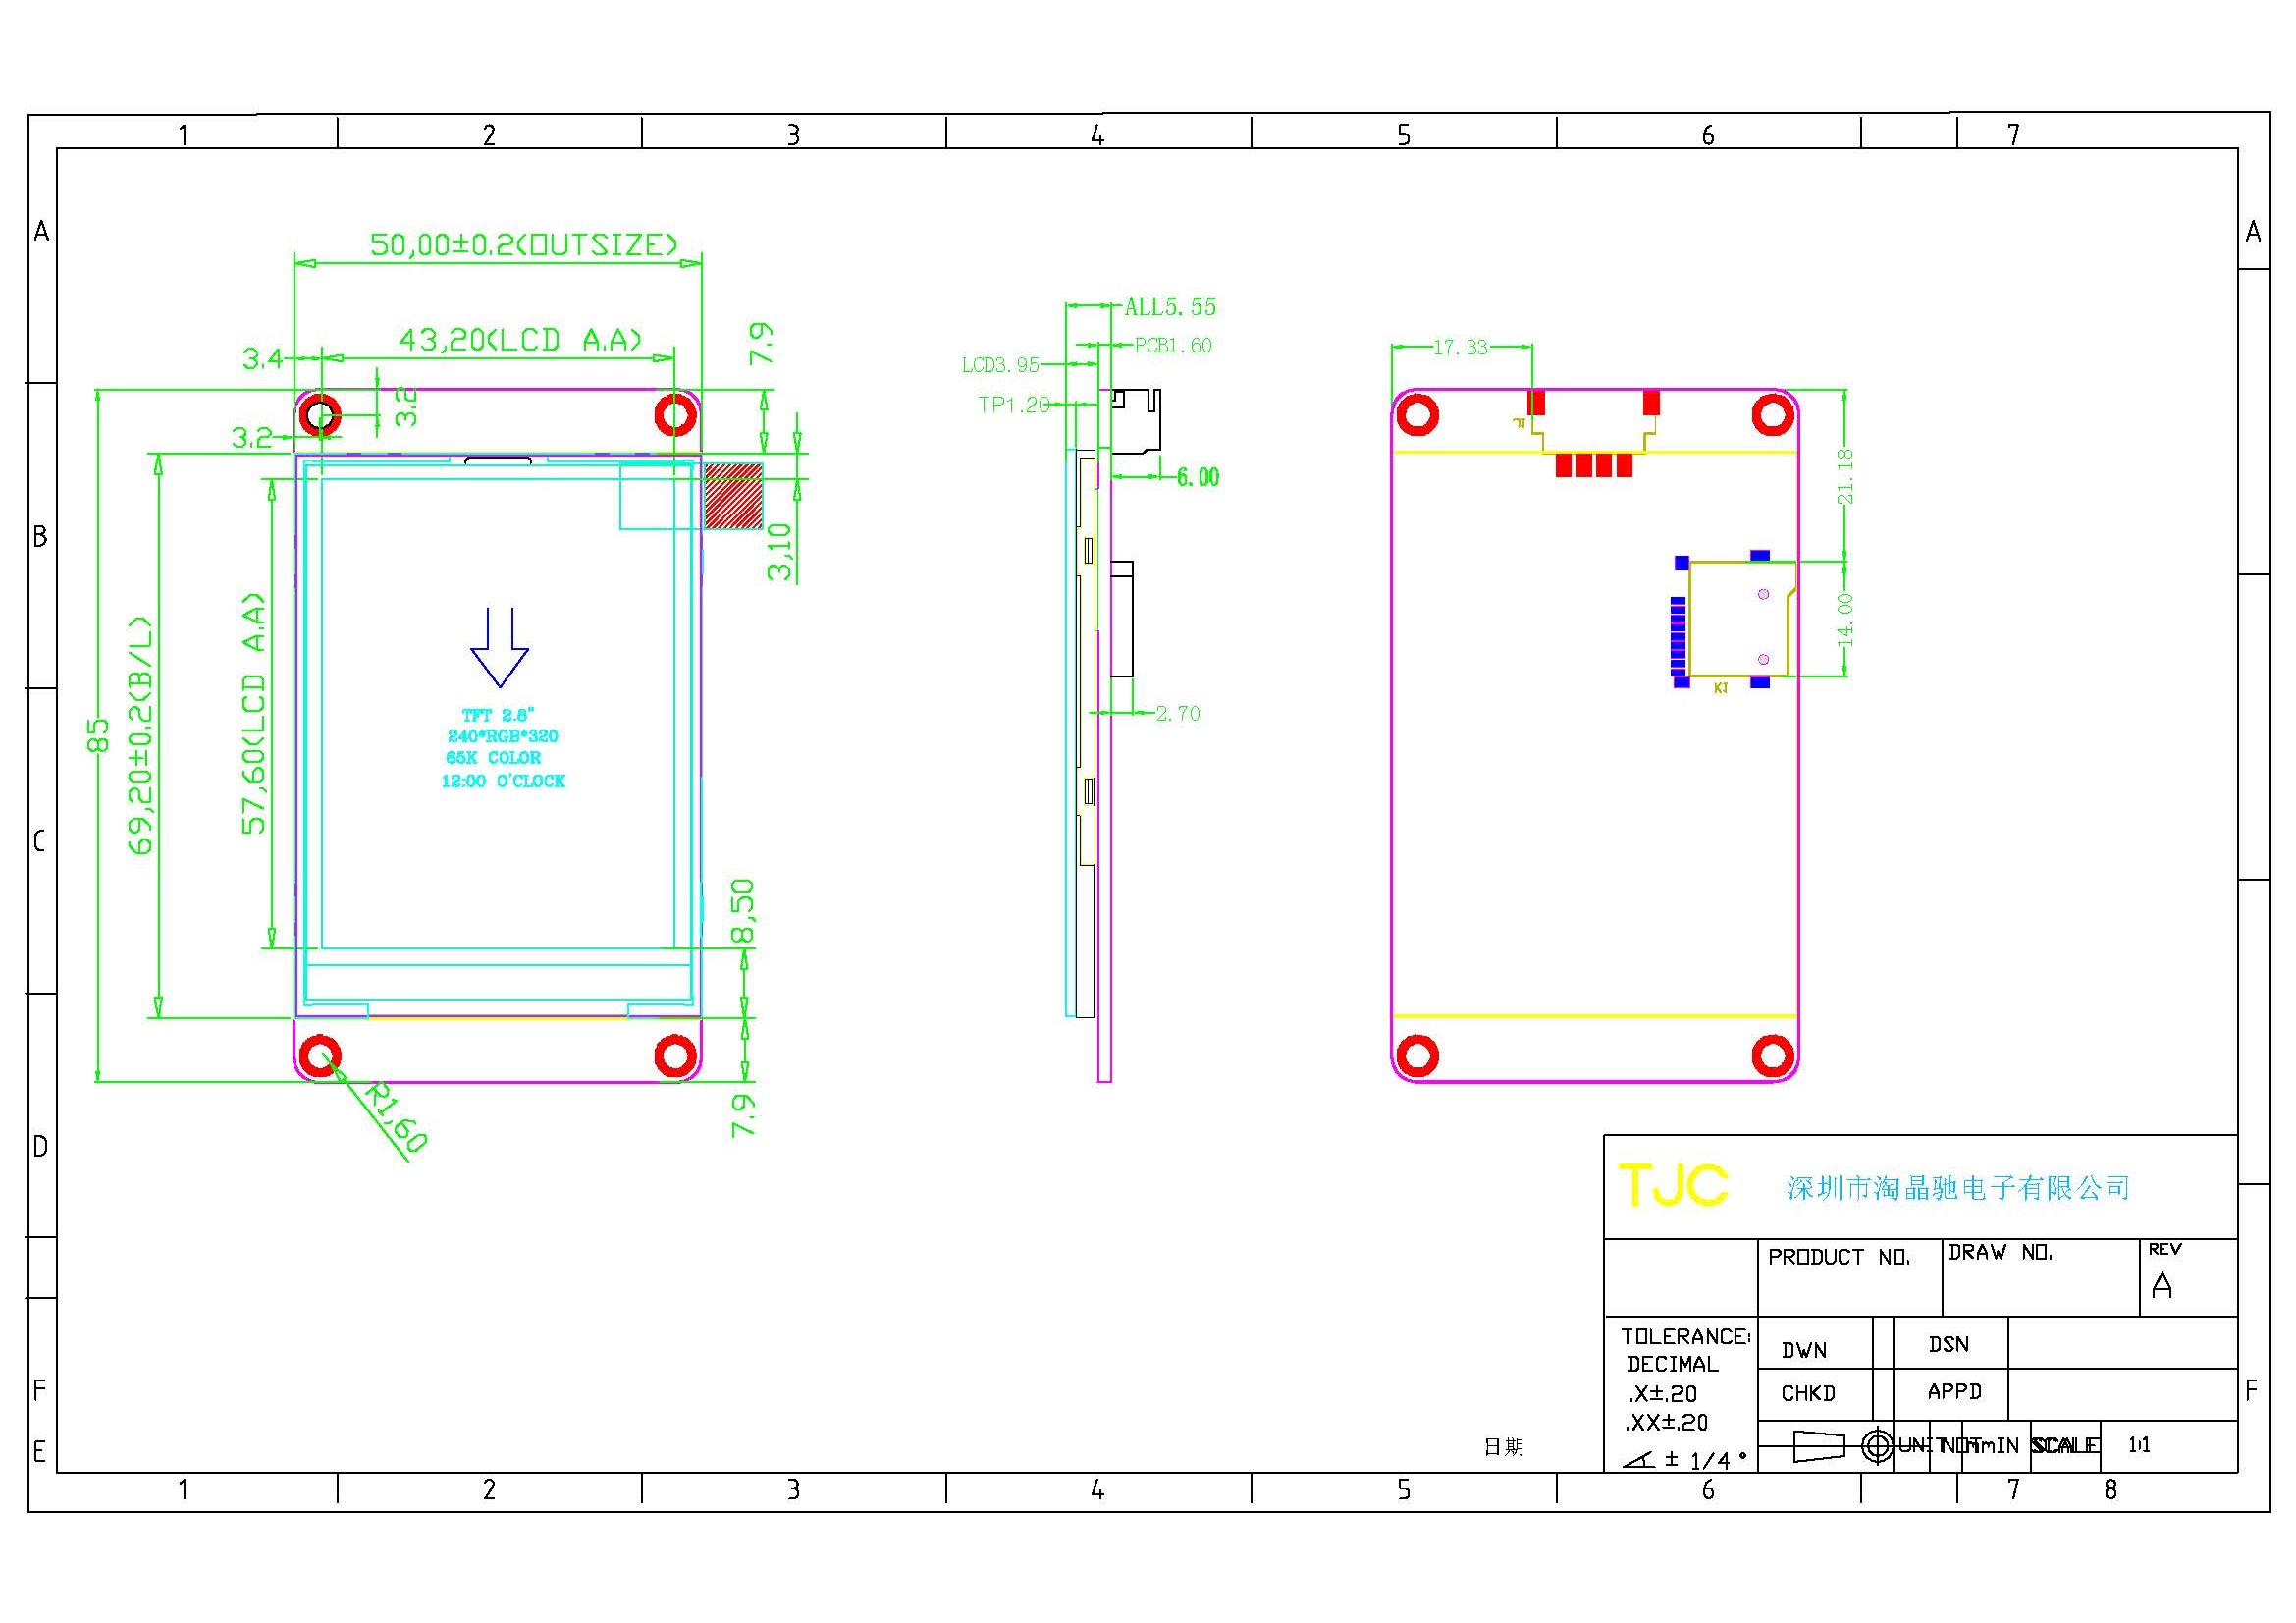 1 2 3 4 5 6 7
A A
50,00±0.2(OUTSIZE)
ALL5.55
43,20(LCD A.A)
7.9
3.4
PCB1.60
17.33
LCD3.95
3.2
TP1.20
3.2
21.18
6.00
B B
3,10
14.00
57,60(LCD A.A)
69,20±0.2(B/L)
85
KJ
TFT 2.8"
2.70
240*RGB*320
65K COLOR
12:00 O'CLOCK
C
8,50
7.9
R1,60
D
TJC 深圳市淘晶驰电子有限公司
PRODUCT NO. DRAW NO. REV
A
TOLERANCE:
DECIMAL
DWN DSN
.X±.20
CHKD APPD
.XX±.20
F F
E
日期
± 1/4°
SCALE 1:1
1 2 3 4 5 6 7 8